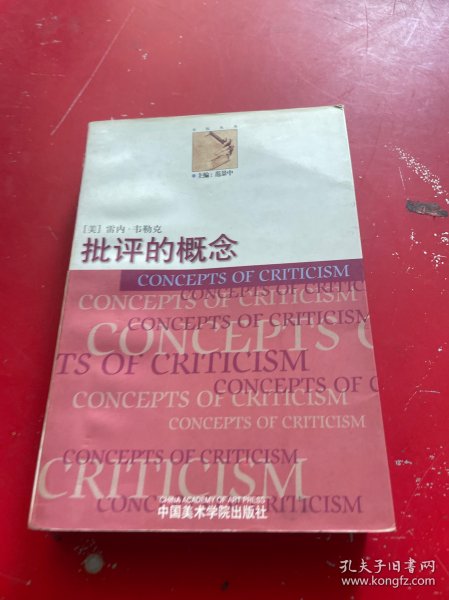 主编：范景中
［美］雷内·韦勒克
批评的概念
CONCEPTS OF CRITICISM
CONCEPTS OF CRITIC
CONCEPTS OF CRITICISM
CONCEPTS OF CRITICISM
CONCEPTS C
TS OF CRITICISM
CONCEPTS OF C
CONCEPTS OF CRITICISM
CONCEPTS OF CRITICISM
CONCEPTS OF CRITICISM
CRITICISM
CHINA ACADEMY OF ART PRESS
中国美术学院出版社
孔夫子旧书网
www.kongfz.com